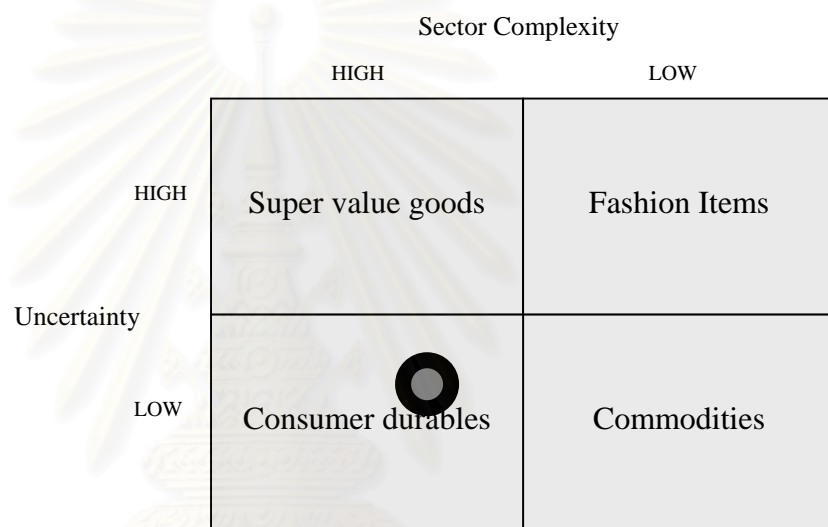 Sector Complexity
HIGH LOW
HIGH Super value goods Fashion Items
Uncertainty
LOW Consumer durables Commodities